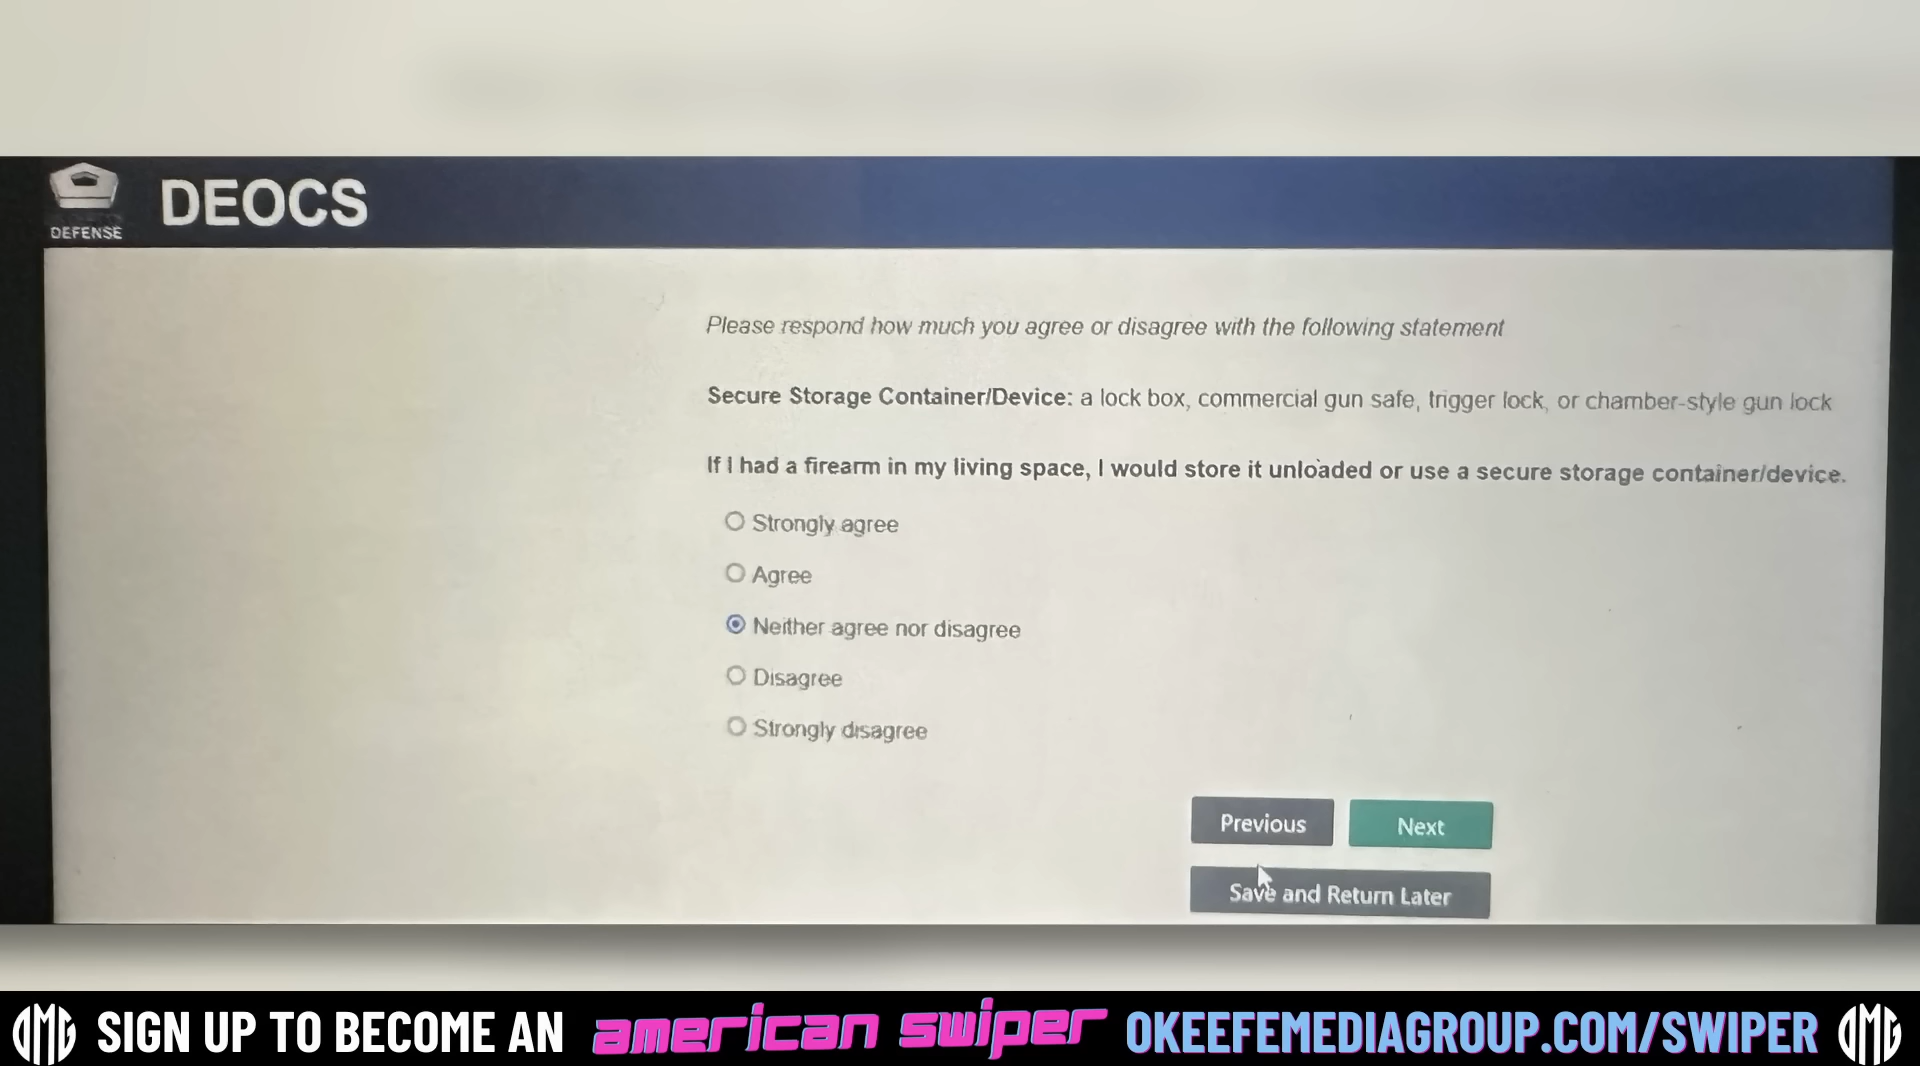 DEFENSE
DEOCS
Please respond how much you agree or disagree with the following statement
Secure Storage Container/Device: a lock box, commercial gun safe, trigger lock, or chamber-style gun lock
If I had a firearm in my living space, I would store it unloaded or use a secure storage container/device.
Strongly agree
Agree
Neither agree nor disagree
Disagree
Strongly disagree
Previous
Next
Save and Return Later
OMG SIGN UP TO BECOME AN american swiper OKEEFEMEDIAGROUP.COM/SWIPER OMG